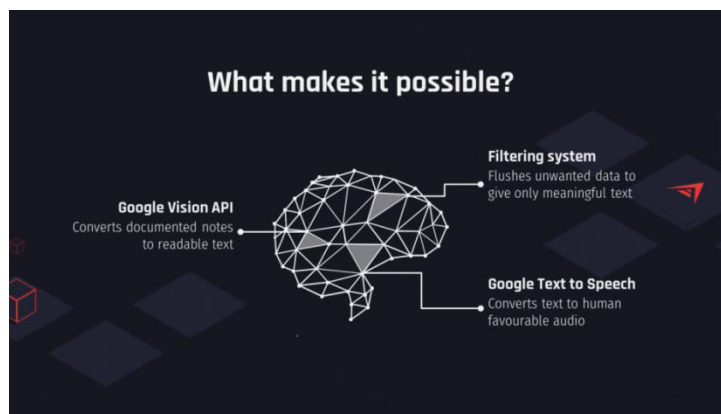 What makes it possible?
Filtering system
Flushes unwanted data to
give only meaningful text
Google Vision API
Converts documented notes
to readable text
Google Text to Speech
Converts text to human
favourable audio